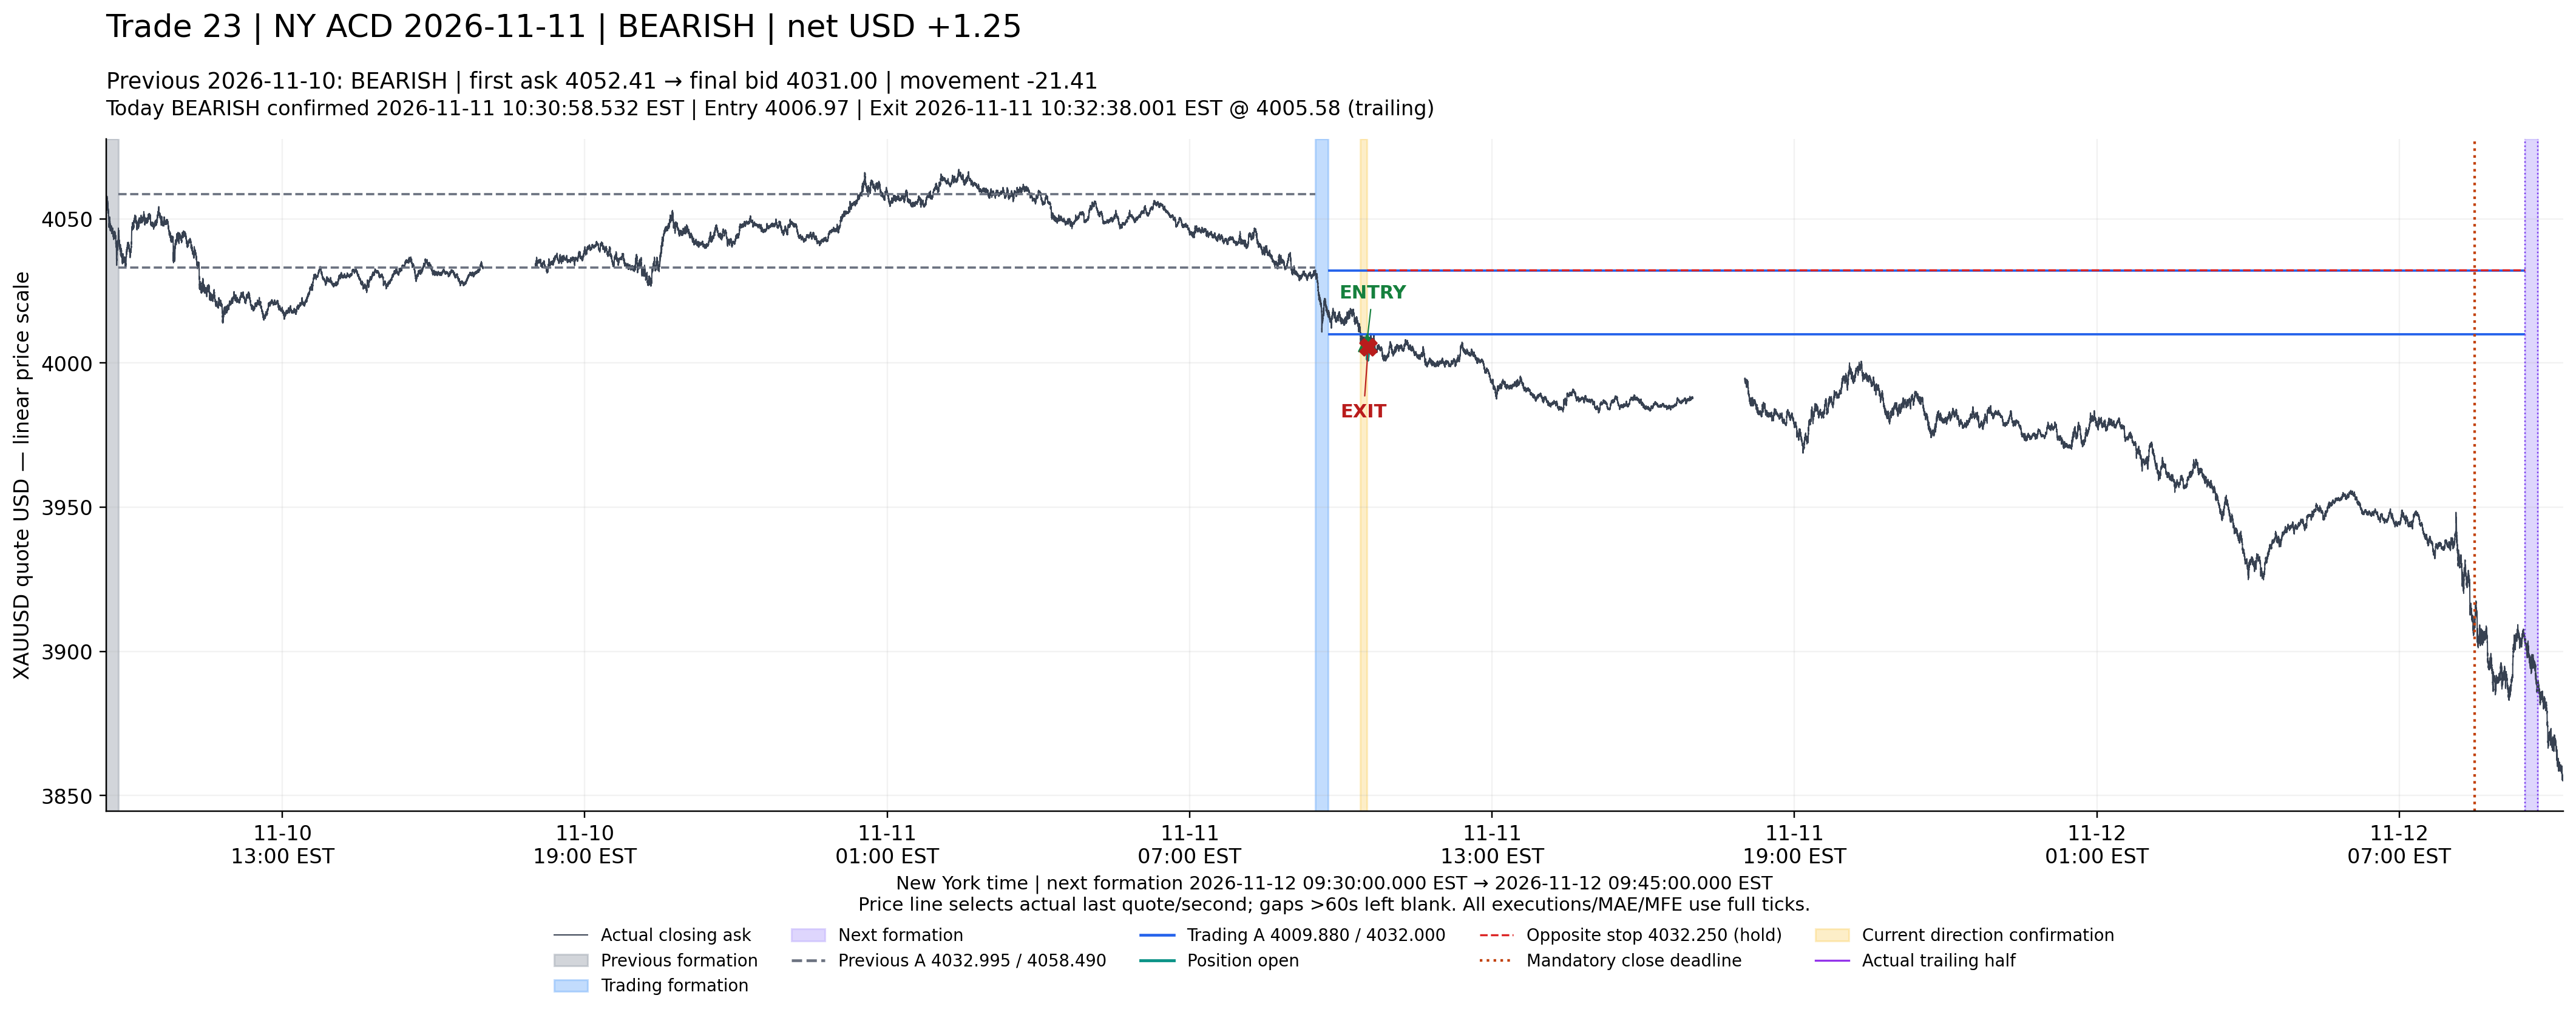 Trade 23 | NY ACD 2026-11-11 | BEARISH | net USD +1.25
Previous 2026-11-10: BEARISH | first ask 4052.41 → final bid 4031.00 | movement -21.41
Today BEARISH confirmed 2026-11-11 10:30:58.532 EST | Entry 4006.97 | Exit 2026-11-11 10:32:38.001 EST @ 4005.58 (trailing)
XAUUSD quote USD — linear price scale
4050
4000
3950
3900
3850
ENTRY
EXIT
11-10 11-10 11-11 11-11 11-11 11-11 11-12 11-12
13:00 EST 19:00 EST 01:00 EST 07:00 EST 13:00 EST 19:00 EST 01:00 EST 07:00 EST
New York time | next formation 2026-11-12 09:30:00.000 EST → 2026-11-12 09:45:00.000 EST
Price line selects actual last quote/second; gaps >60s left blank. All executions/MAE/MFE use full ticks.
Actual closing ask Next formation Trading A 4009.880 / 4032.000 Opposite stop 4032.250 (hold) Current direction confirmation
Previous formation Previous A 4032.995 / 4058.490 Position open Mandatory close deadline Actual trailing half
Trading formation